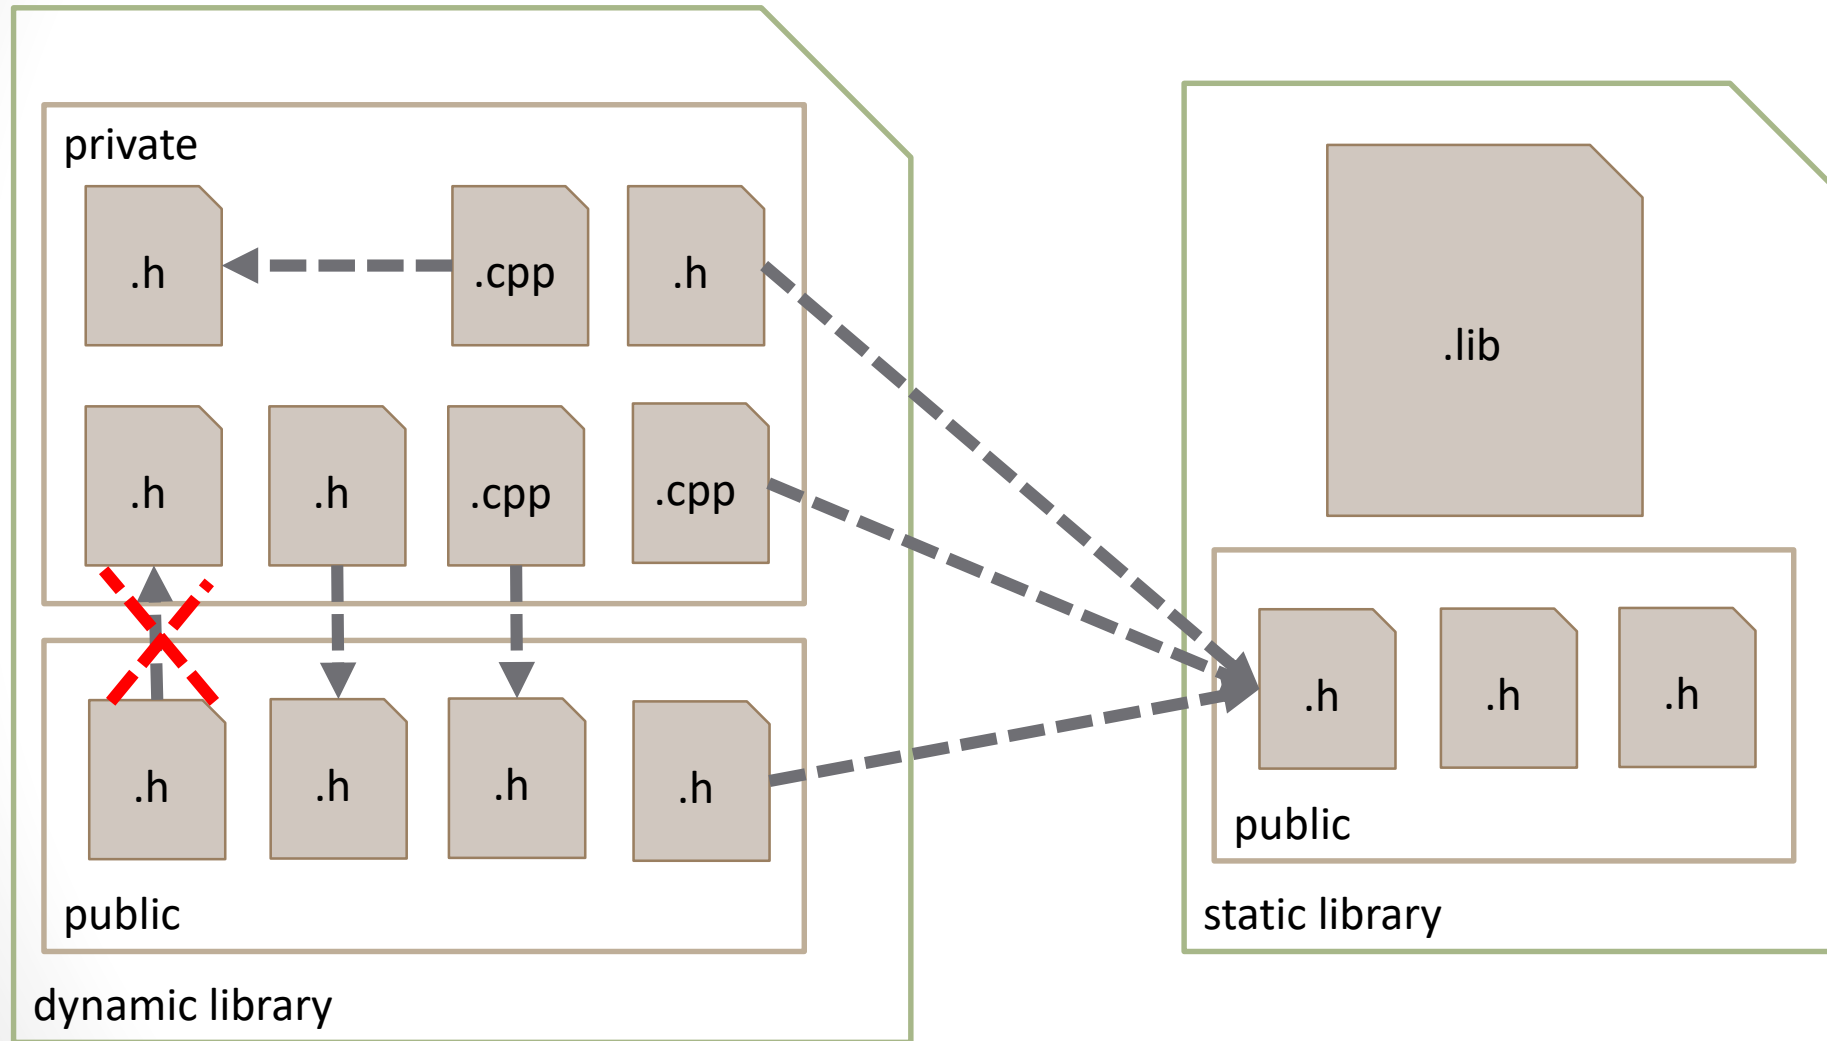 private
.h
.cpp
.h
.h
.h
.cpp
.cpp
.h
.h
.h
.h
public
dynamic library
.lib
.h
.h
.h
public
static library